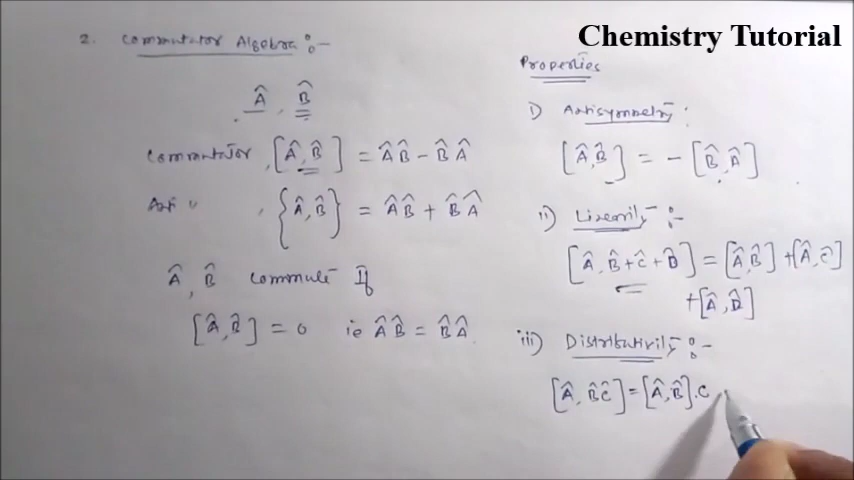 Chemistry Tutorial
2. Commutator Algebra :-
Â , B̂
Commutator , [Â, B̂] = ÂB̂ - B̂Â
Anti " , {Â, B̂} = ÂB̂ + B̂Â
Â , B̂ commute If
[Â, B̂] = 0 ie ÂB̂ = B̂Â
Properties
i) Antisymmetry :
[Â, B̂] = - [B̂, Â]
ii) Linearity :-
[Â, B̂ + Ĉ + D̂] = [Â, B̂] + [Â, Ĉ]
+ [Â, D̂]
iii) Distributivity :-
[Â, B̂Ĉ] = [Â, B̂].C